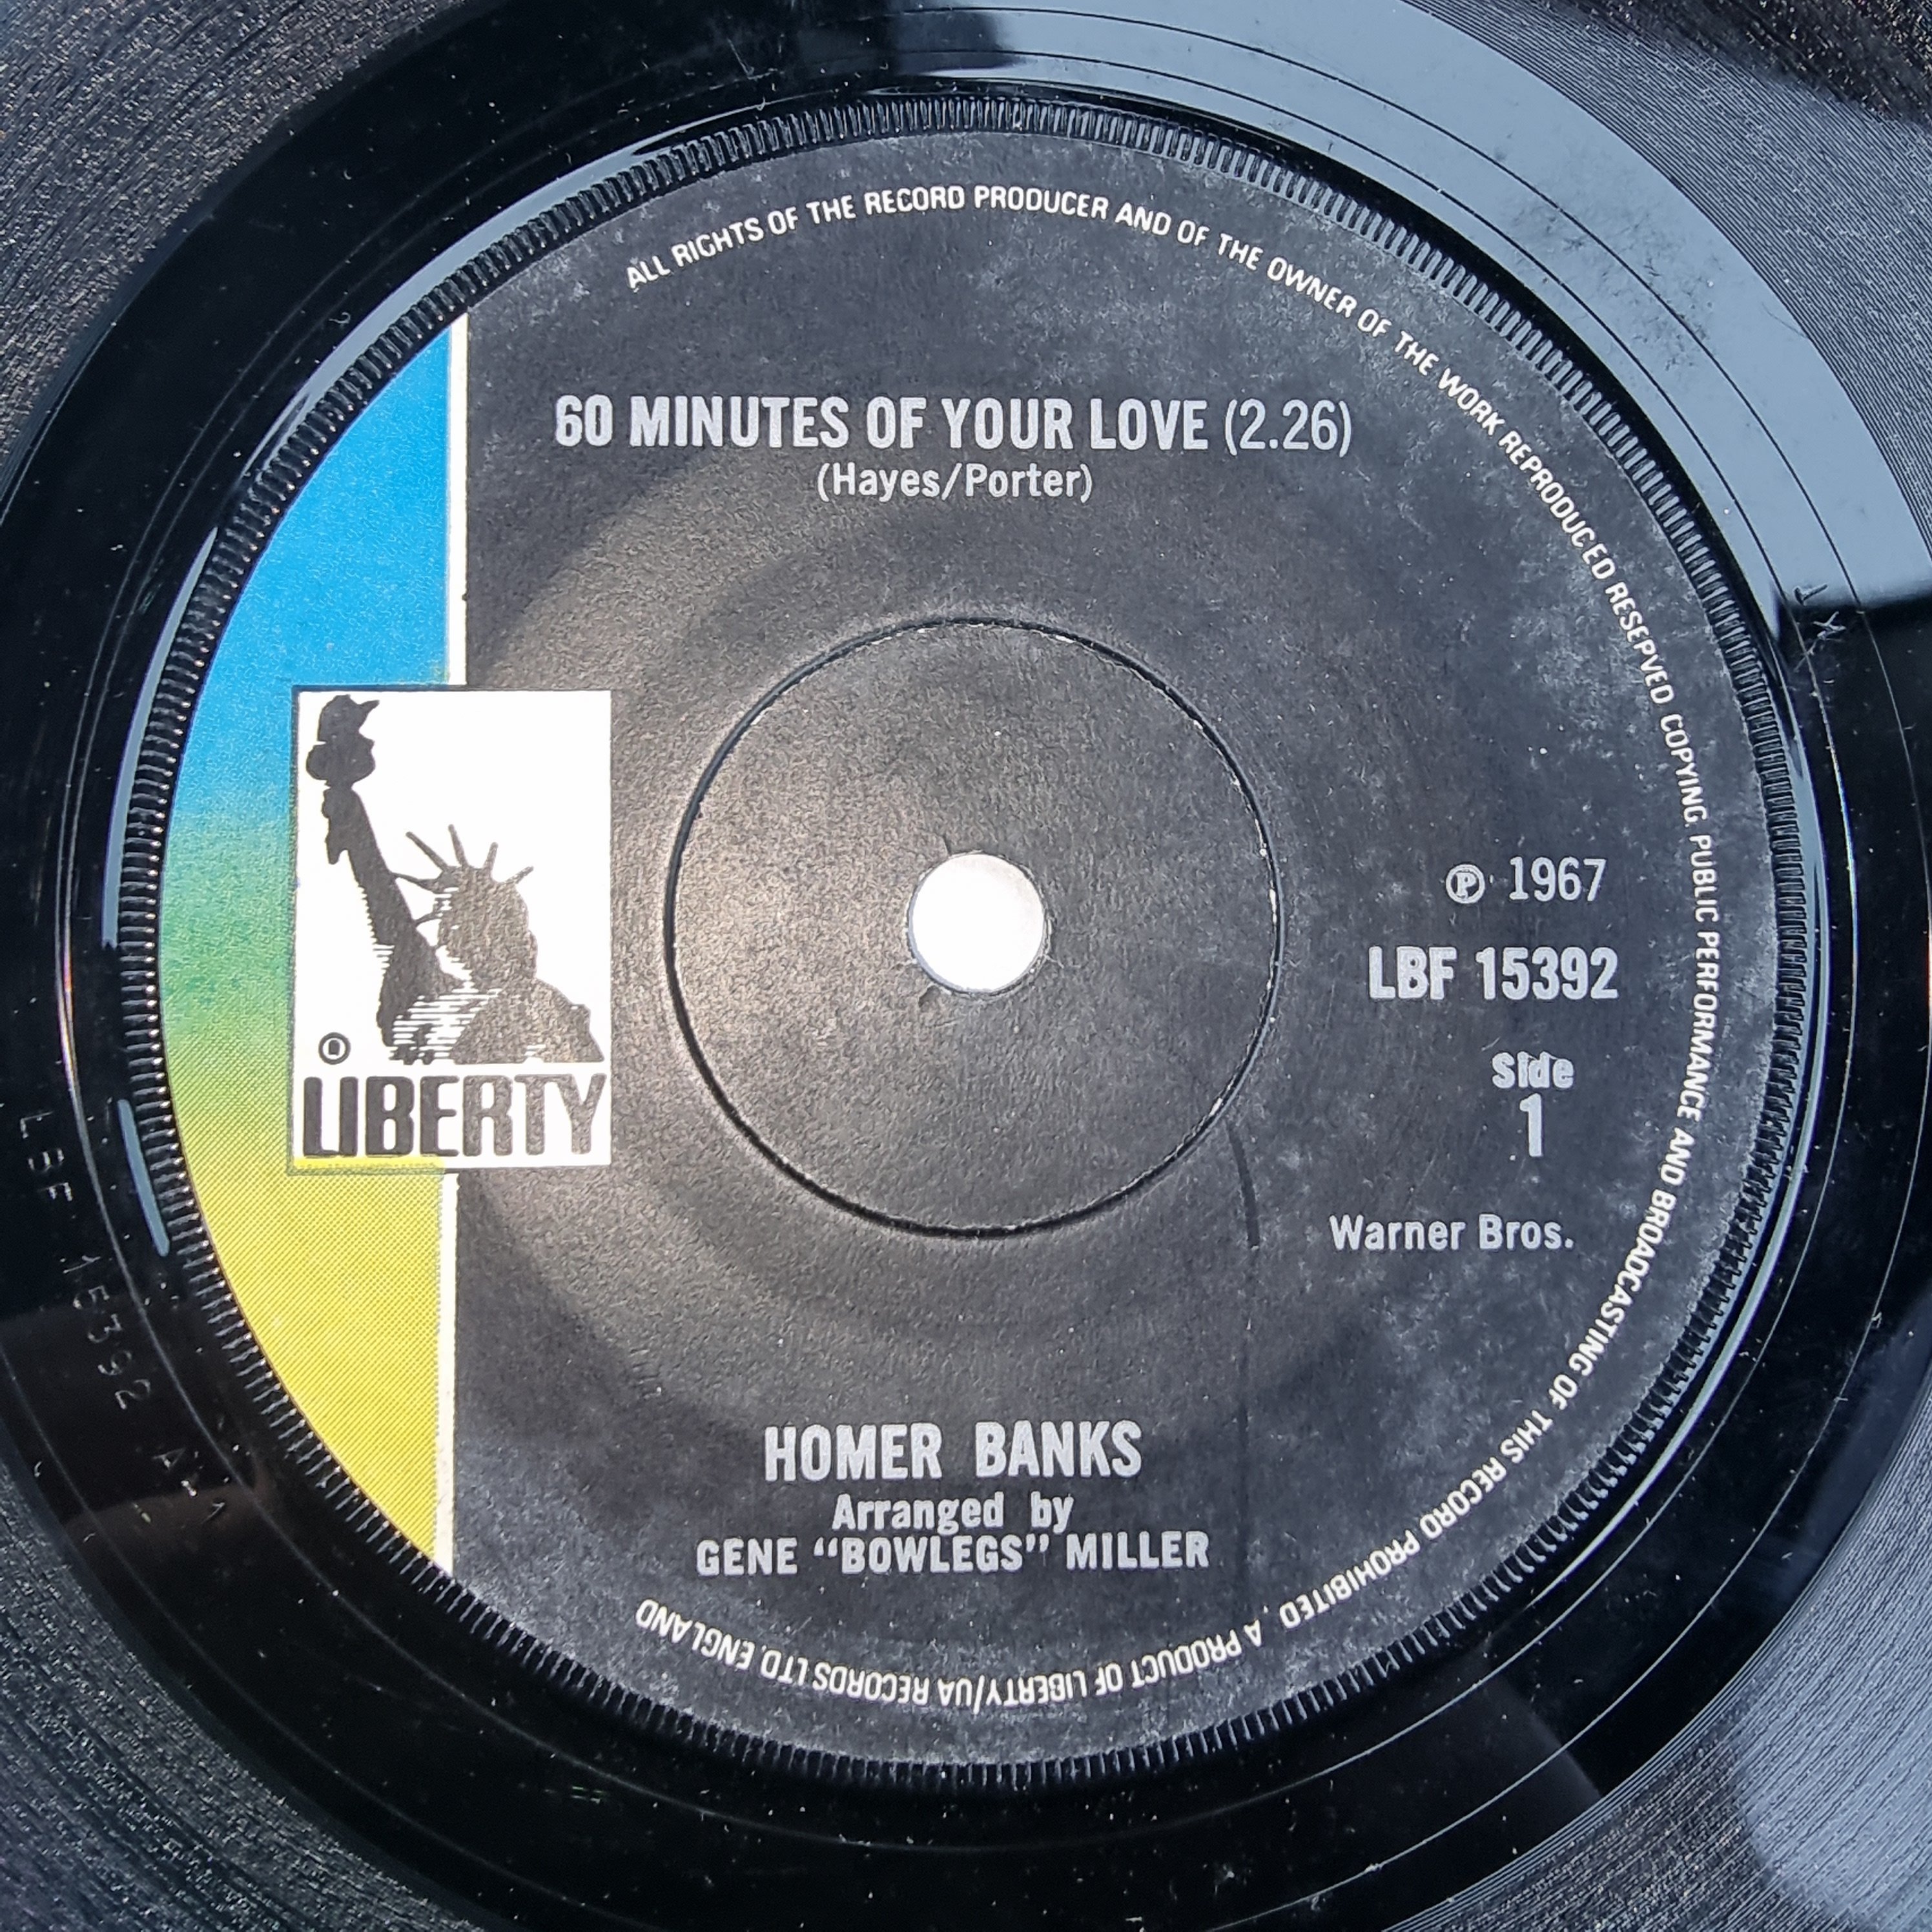 ALL RIGHTS OF THE RECORD PRODUCER AND OF THE OWNER OF THE WORK REPRODUCED RESERVED COPYING, PUBLIC PERFORMANCE AND BROADCASTING OF THIS RECORD PROHIBITED. A PRODUCT OF LIBERTY/UA RECORDS LTD. ENGLAND
60 MINUTES OF YOUR LOVE (2.26)
(Hayes/Porter)
℗ 1967
LBF 15392
Side
1
Warner Bros.
®
LIBERTY
HOMER BANKS
Arranged by
GENE “BOWLEGS” MILLER
LBF 15392 A-1